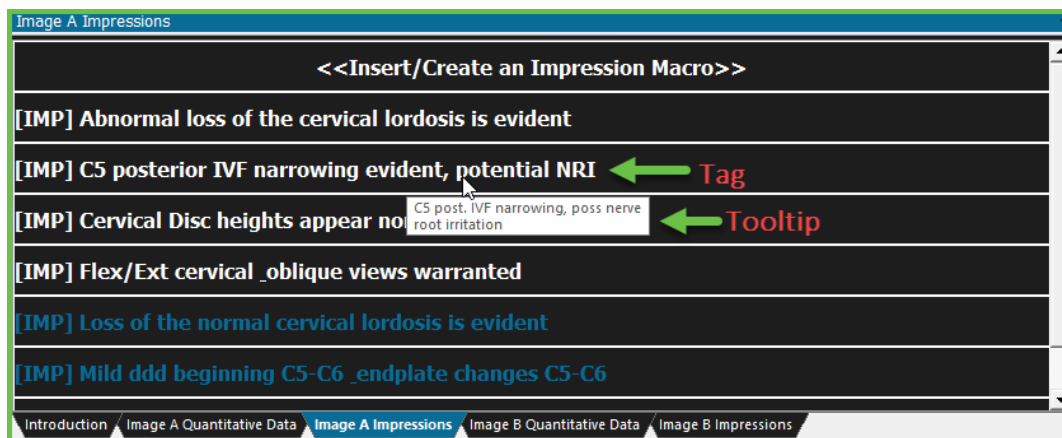 Image A Impressions
<<Insert/Create an Impression Macro>>
[IMP] Abnormal loss of the cervical lordosis is evident
[IMP] C5 posterior IVF narrowing evident, potential NRI
Tag
[IMP] Cervical Disc heights appear no
C5 post. IVF narrowing, poss nerve
root irritation
Tooltip
[IMP] Flex/Ext cervical _oblique views warranted
[IMP] Loss of the normal cervical lordosis is evident
[IMP] Mild ddd beginning C5-C6 _endplate changes C5-C6
Introduction
Image A Quantitative Data
Image A Impressions
Image B Quantitative Data
Image B Impressions